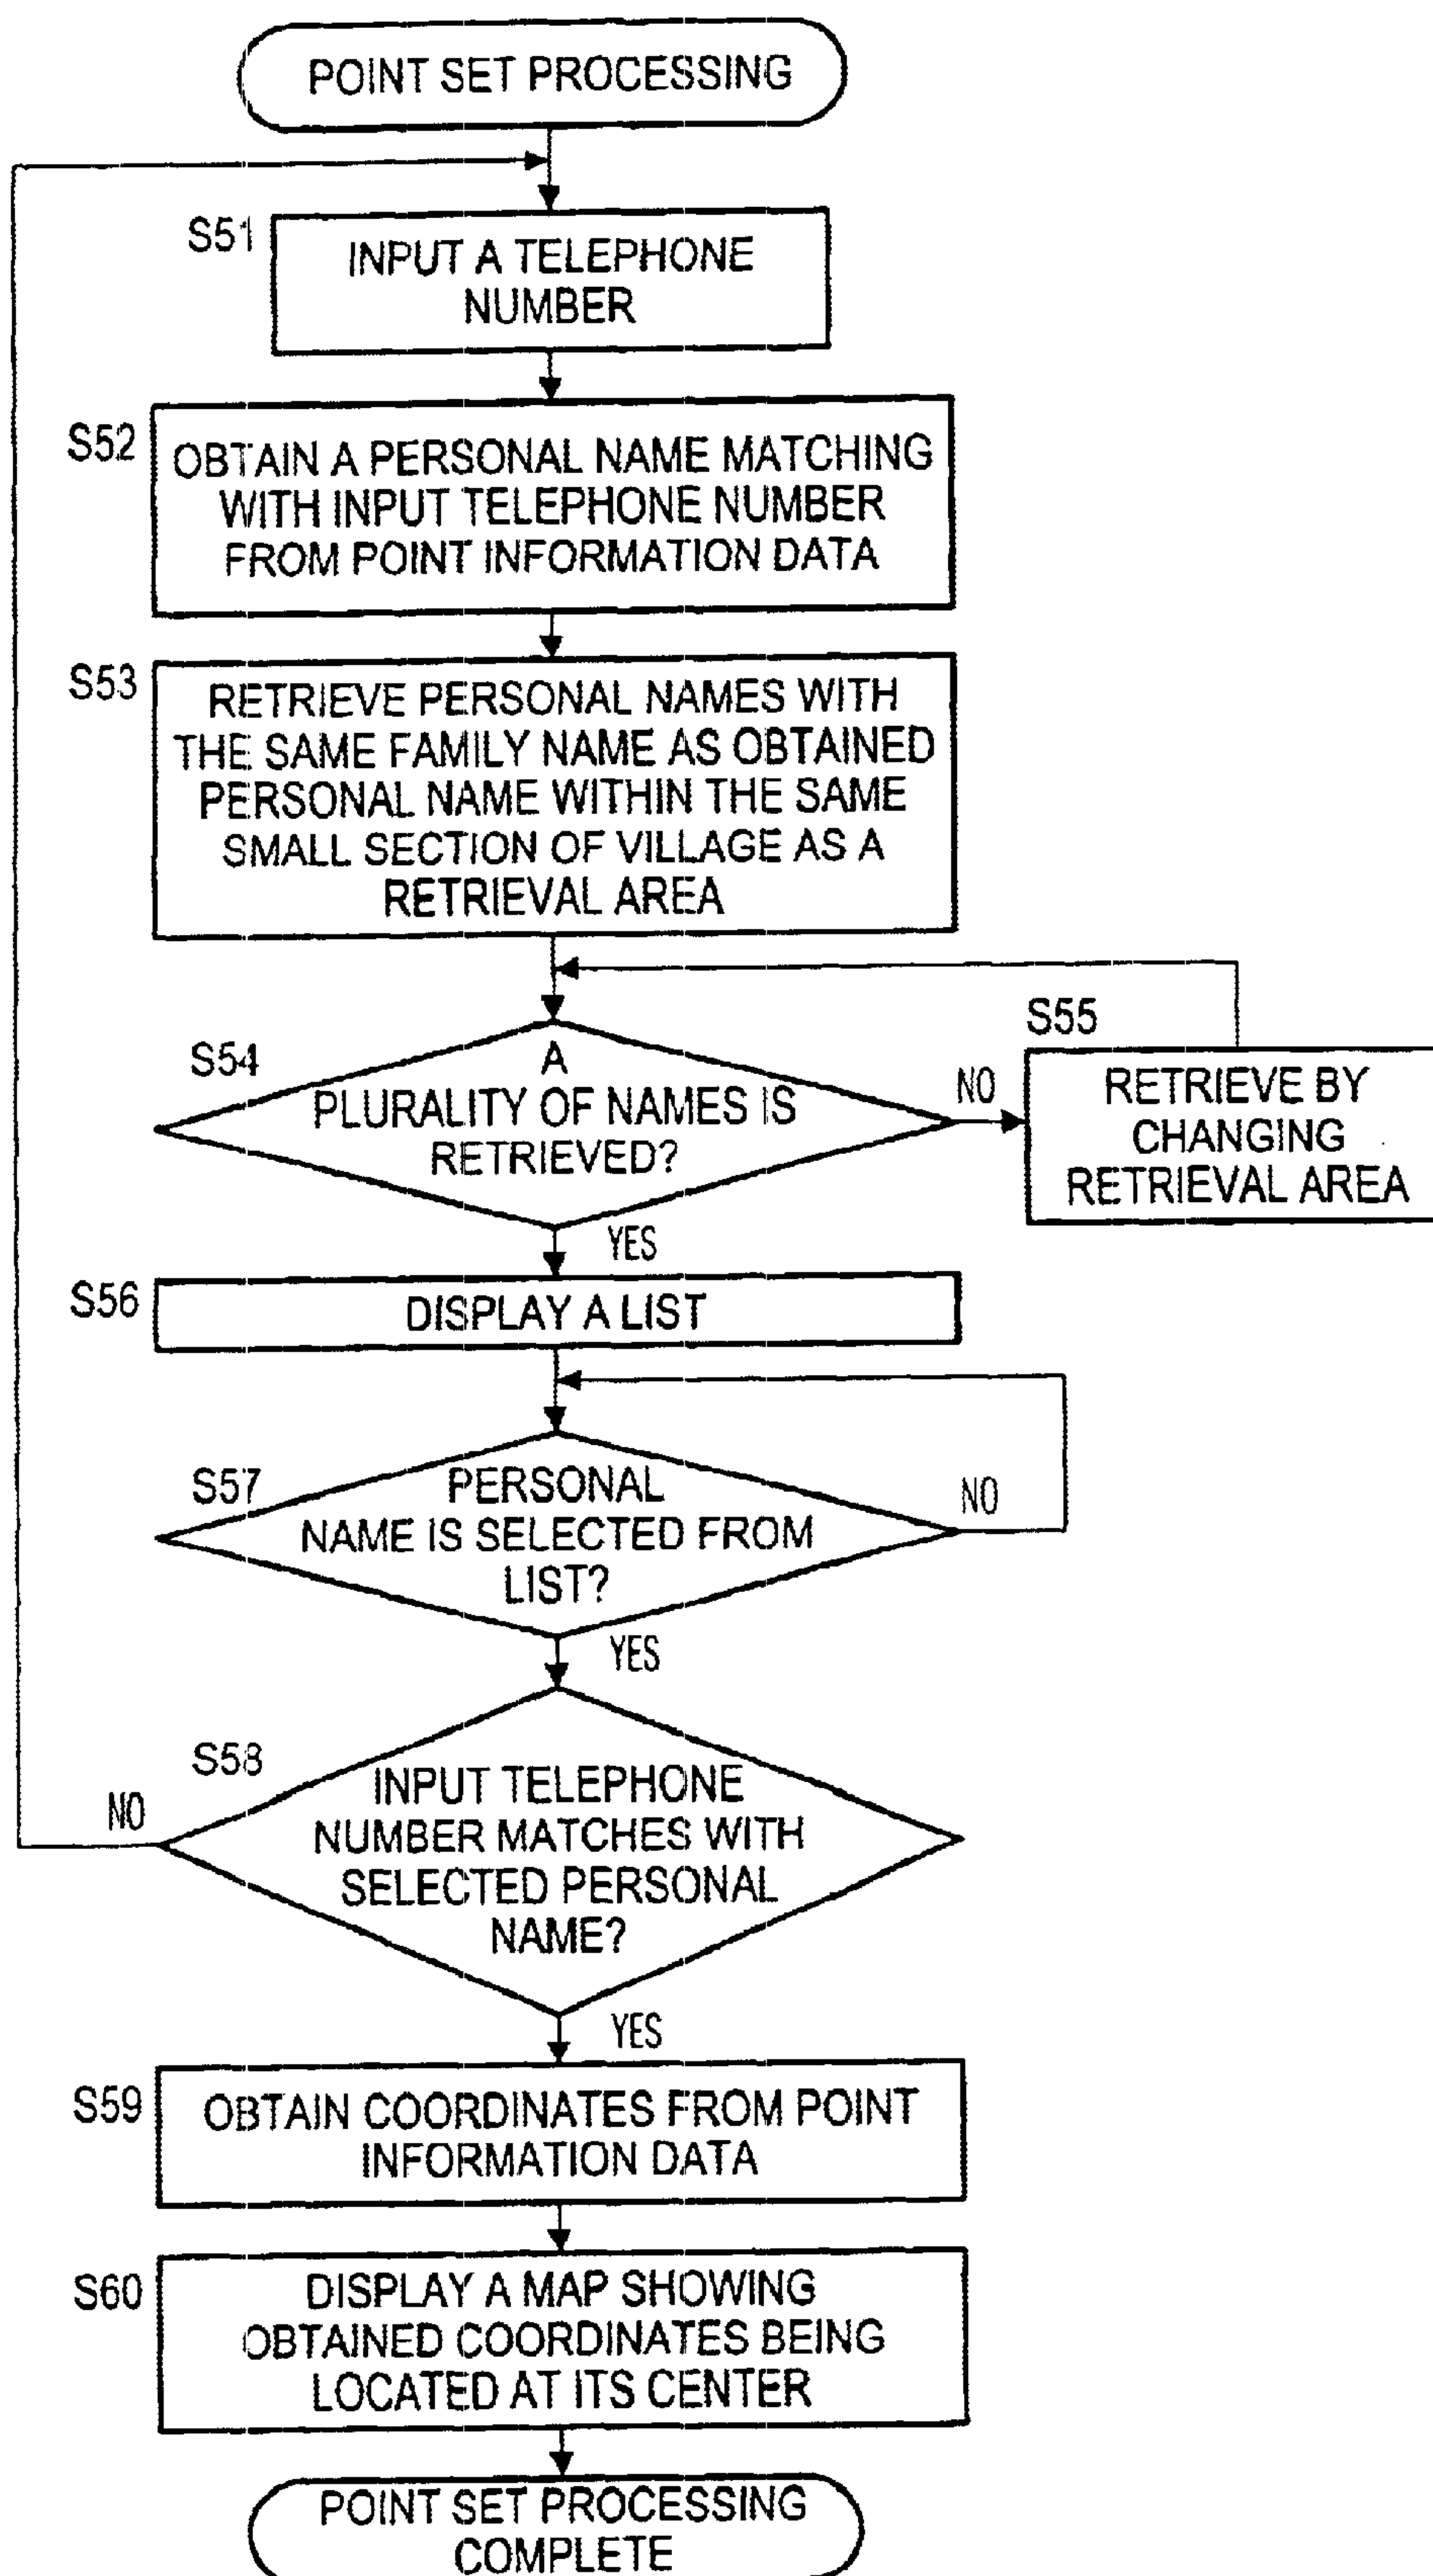 POINT SET PROCESSING
S51
INPUT A TELEPHONE
NUMBER
S52
OBTAIN A PERSONAL NAME MATCHING
WITH INPUT TELEPHONE NUMBER
FROM POINT INFORMATION DATA
S53
RETRIEVE PERSONAL NAMES WITH
THE SAME FAMILY NAME AS OBTAINED
PERSONAL NAME WITHIN THE SAME
SMALL SECTION OF VILLAGE AS A
RETRIEVAL AREA
S54
A
PLURALITY OF NAMES IS
RETRIEVED?
NO
S55
RETRIEVE BY
CHANGING
RETRIEVAL AREA
YES
S56
DISPLAY A LIST
S57
PERSONAL
NAME IS SELECTED FROM
LIST?
NO
YES
S58
INPUT TELEPHONE
NUMBER MATCHES WITH
SELECTED PERSONAL
NAME?
NO
YES
S59
OBTAIN COORDINATES FROM POINT
INFORMATION DATA
S60
DISPLAY A MAP SHOWING
OBTAINED COORDINATES BEING
LOCATED AT ITS CENTER
POINT SET PROCESSING
COMPLETE